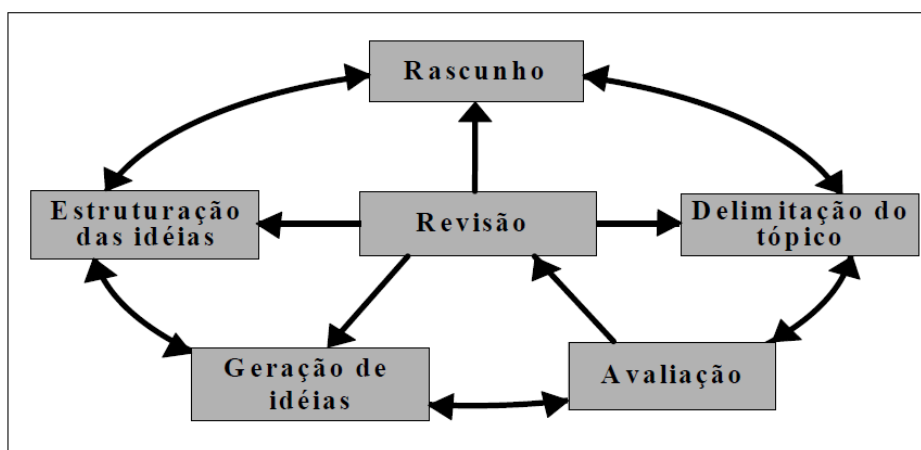 Rascunho
Estruturação
das idéias
Revisão
Delimitação do
tópico
Geração de
idéias
Avaliação